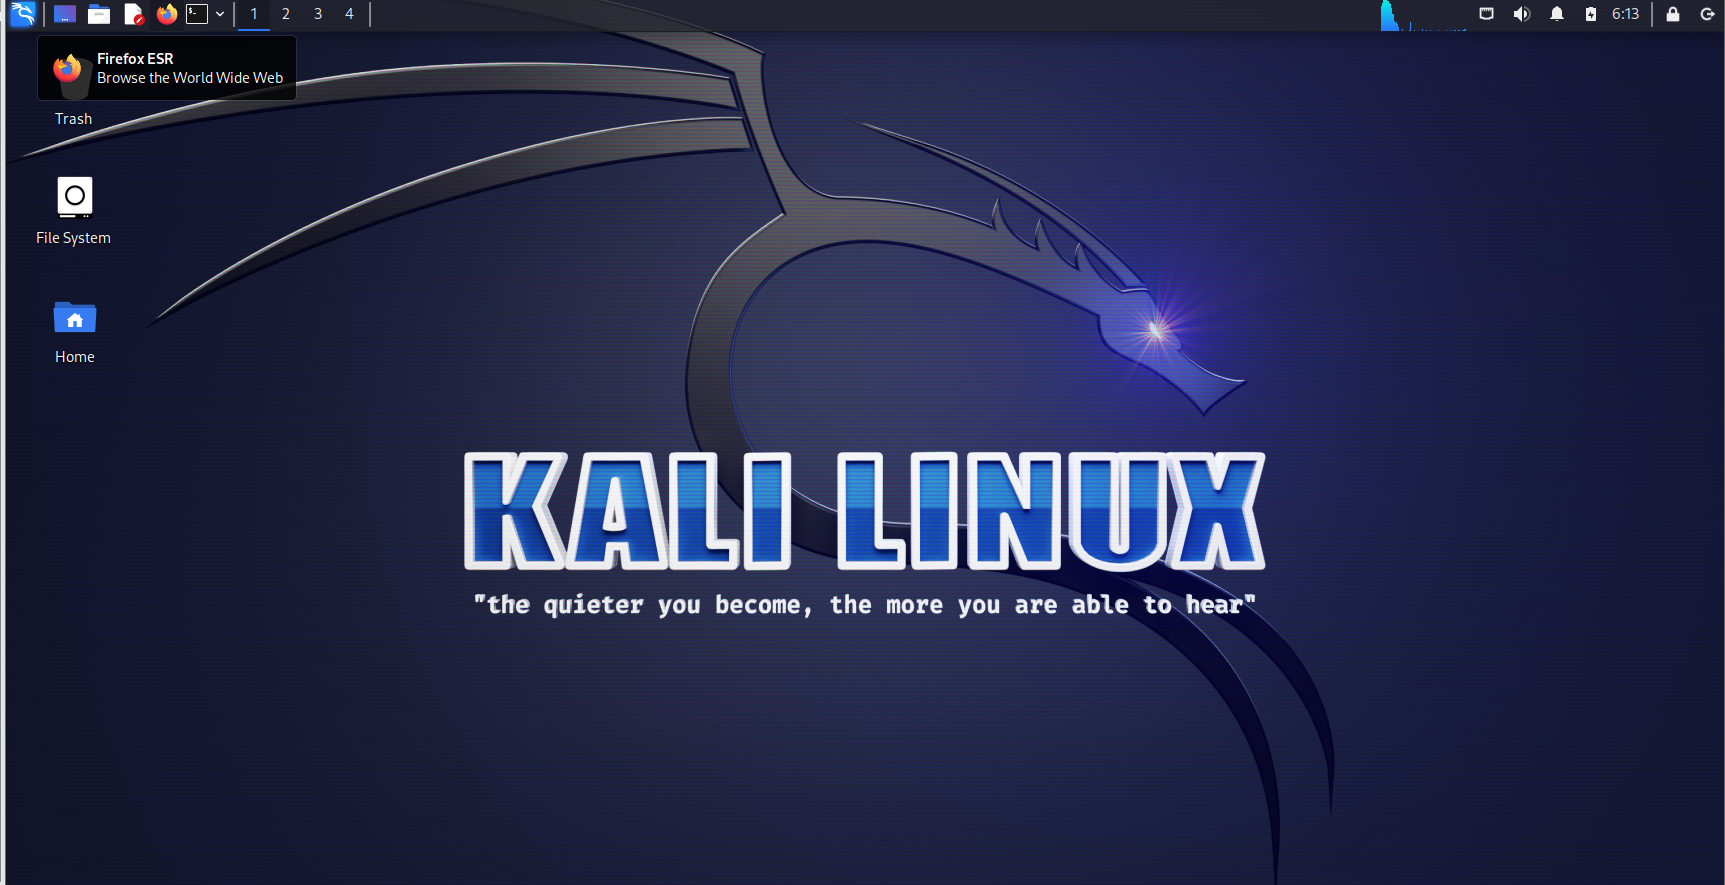 1 2 3 4
6:13
Firefox ESR
Browse the World Wide Web
Trash
File System
Home
KALI LINUX
"the quieter you become, the more you are able to hear"